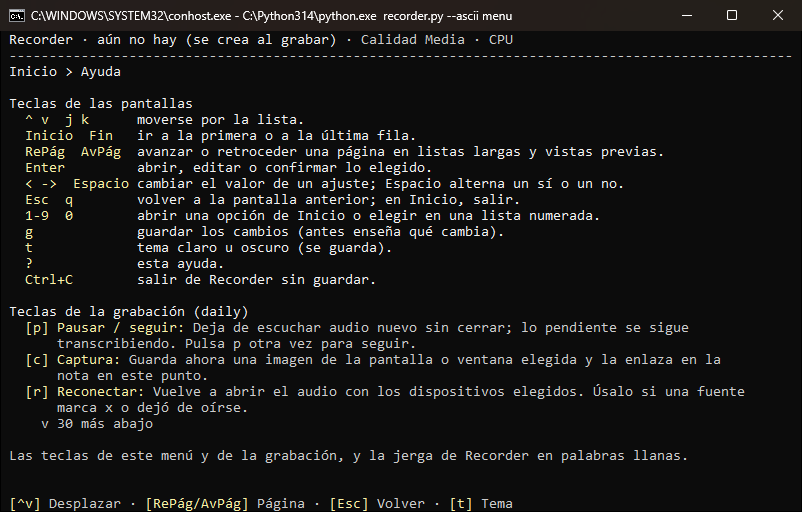 C:\WINDOWS\SYSTEM32\conhost.exe - C:\Python314\python.exe  recorder.py --ascii menu
Recorder · aún no hay (se crea al grabar) · Calidad Media · CPU
--------------------------------------------------------------------------------------------------
Inicio > Ayuda

Teclas de las pantallas
  ^ v  j k      moverse por la lista.
  Inicio  Fin   ir a la primera o a la última fila.
  RePág  AvPág  avanzar o retroceder una página en listas largas y vistas previas.
  Enter         abrir, editar o confirmar lo elegido.
  < ->  Espacio cambiar el valor de un ajuste; Espacio alterna un sí o un no.
  Esc  q        volver a la pantalla anterior; en Inicio, salir.
  1-9  0        abrir una opción de Inicio o elegir en una lista numerada.
  g             guardar los cambios (antes enseña qué cambia).
  t             tema claro u oscuro (se guarda).
  ?             esta ayuda.
  Ctrl+C        salir de Recorder sin guardar.

Teclas de la grabación (daily)
  [p] Pausar / seguir: Deja de escuchar audio nuevo sin cerrar; lo pendiente se sigue
      transcribiendo. Pulsa p otra vez para seguir.
  [c] Captura: Guarda ahora una imagen de la pantalla o ventana elegida y la enlaza en la
      nota en este punto.
  [r] Reconectar: Vuelve a abrir el audio con los dispositivos elegidos. Úsalo si una fuente
      marca x o dejó de oírse.
    v 30 más abajo

Las teclas de este menú y de la grabación, y la jerga de Recorder en palabras llanas.

[^v] Desplazar · [RePág/AvPág] Página · [Esc] Volver · [t] Tema